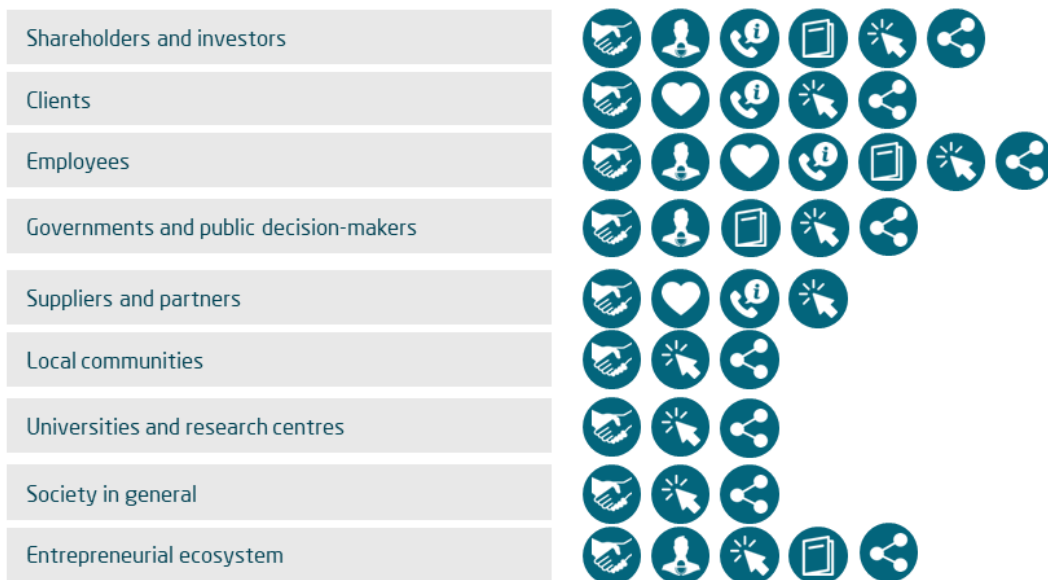 Shareholders and investors
Clients
Employees
Governments and public decision-makers
Suppliers and partners
Local communities
Universities and research centres
Society in general
Entrepreneurial ecosystem